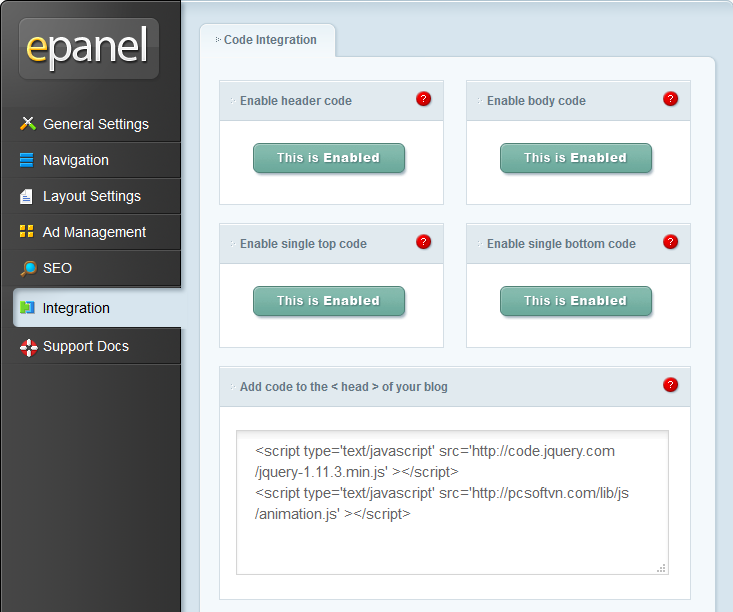 epanel
General Settings
Navigation
Layout Settings
Ad Management
SEO
Integration
Support Docs
Code Integration
Enable header code ?
Enable body code ?
This is Enabled
This is Enabled
Enable single top code ?
Enable single bottom code ?
This is Enabled
This is Enabled
Add code to the < head > of your blog ?
<script type='text/javascript' src='http://code.jquery.com
/jquery-1.11.3.min.js' ></script>
<script type='text/javascript' src='http://pcsoftvn.com/lib/js
/animation.js' ></script>